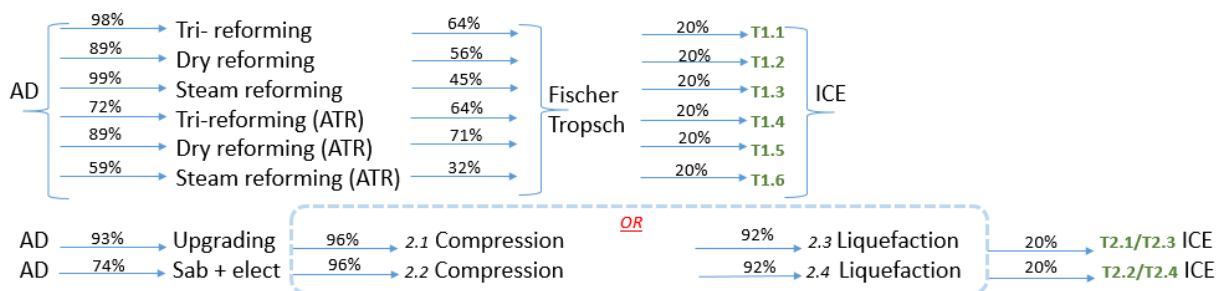 98% Tri- reforming 64% 20% T1.1
89% Dry reforming 56% 20% T1.2
99% Steam reforming 45% 20% T1.3
AD Fischer Tropsch ICE
72% Tri-reforming (ATR) 64% 20% T1.4
89% Dry reforming (ATR) 71% 20% T1.5
59% Steam reforming (ATR) 32% 20% T1.6
OR
AD 93% Upgrading 96% 2.1 Compression 92% 2.3 Liquefaction 20% T2.1/T2.3 ICE
AD 74% Sab + elect 96% 2.2 Compression 92% 2.4 Liquefaction 20% T2.2/T2.4 ICE